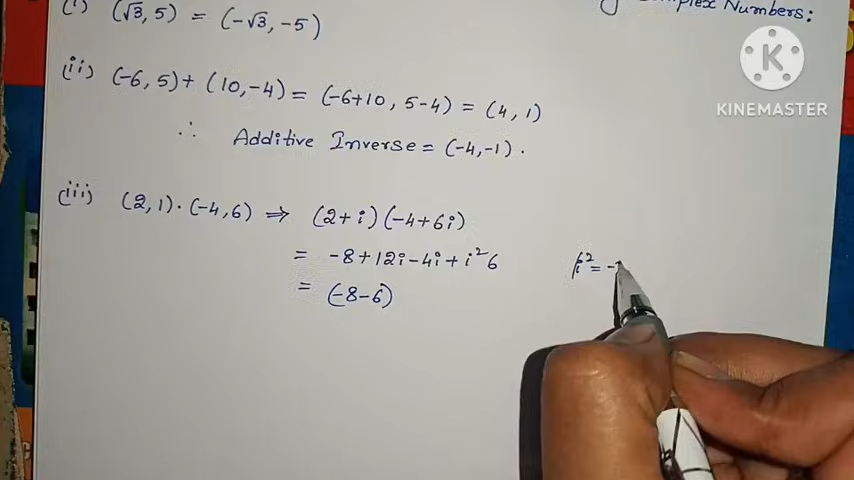 (i) (√3, 5) = (-√3, -5)
Complex Numbers:
(ii) (-6, 5) + (10, -4) = (-6+10, 5-4) = (4, 1)
∴ Additive Inverse = (-4, -1).
(iii) (2, 1) · (-4, 6) ⇒ (2+i) (-4+6i)
= -8+12i-4i+i²6
= (-8-6)
i² = -1
KINEMASTER